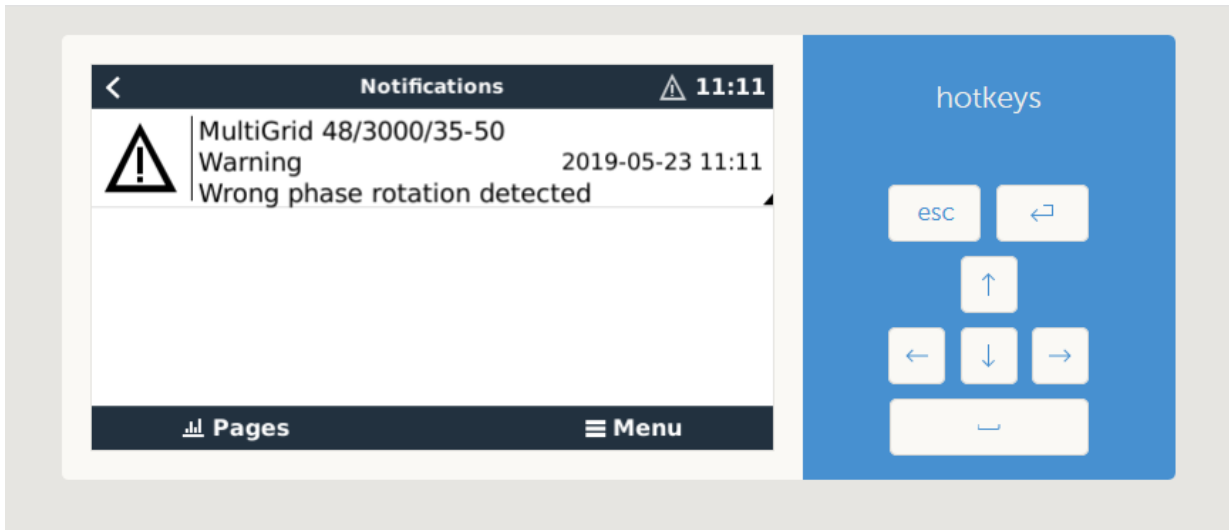 Notifications
11:11
MultiGrid 48/3000/35-50
Warning 2019-05-23 11:11
Wrong phase rotation detected
Pages
Menu
hotkeys
esc